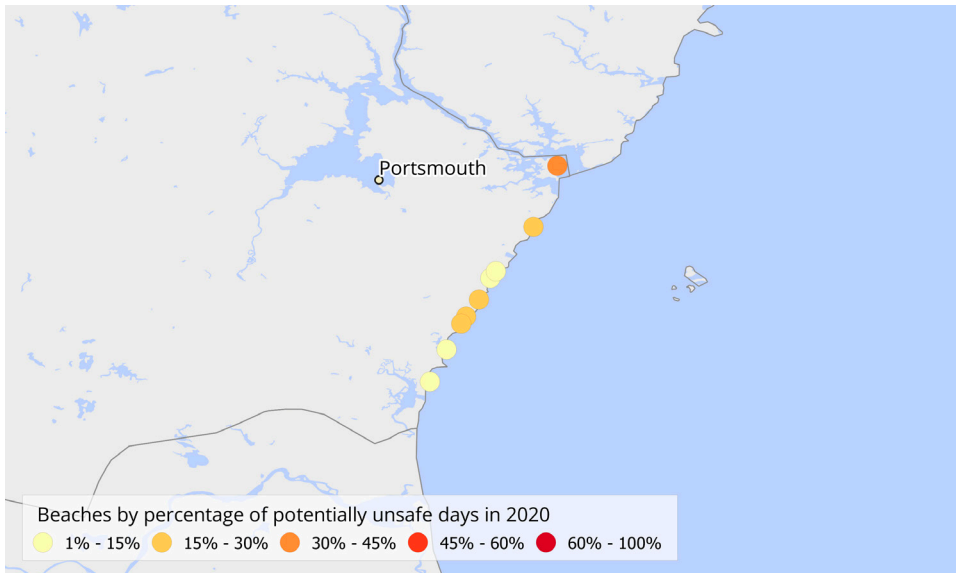 Portsmouth
Beaches by percentage of potentially unsafe days in 2020
1% - 15% 15% - 30% 30% - 45% 45% - 60% 60% - 100%